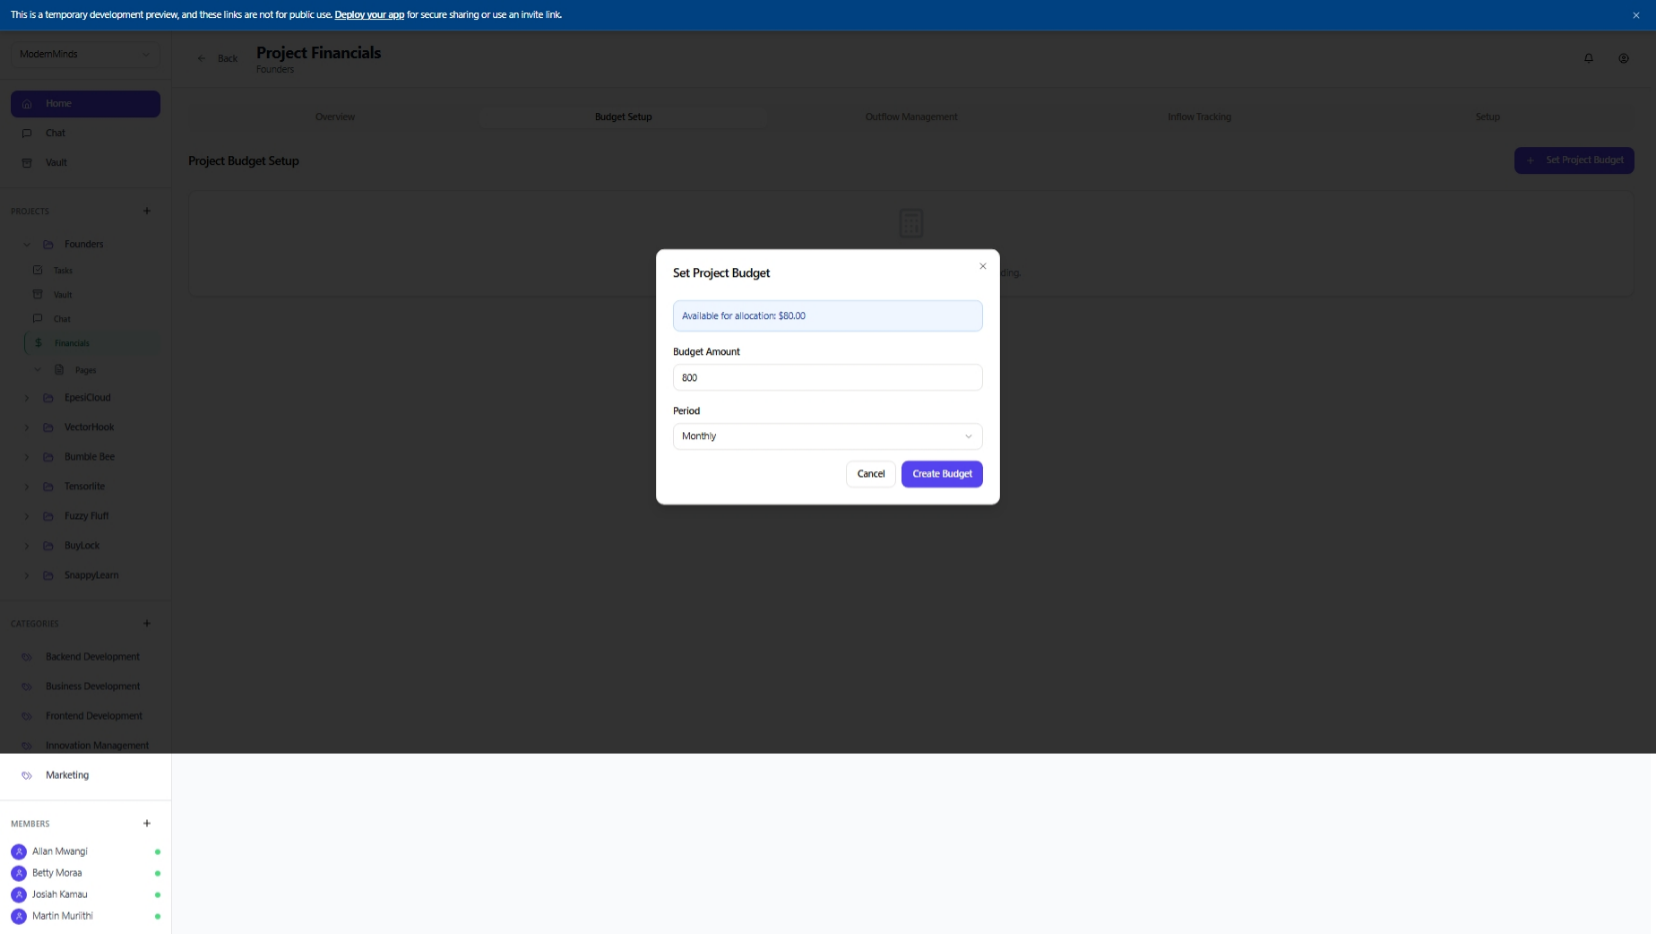 This is a temporary development preview, and these links are not for public use. Deploy your app for secure sharing or use an invite link.
ModernMinds
Back
Project Financials
Founders
Home
Chat
Vault
Overview
Budget Setup
Outflow Management
Inflow Tracking
Setup
Project Budget Setup
Set Project Budget
PROJECTS
Founders
Tasks
Vault
Chat
Financials
Pages
EpesiCloud
VectorHook
Bumble Bee
Tensorlite
Fuzzy Fluff
BuyLock
SnappyLearn
ding.
Set Project Budget
Available for allocation: $80.00
Budget Amount
800
Period
Monthly
Cancel
Create Budget
CATEGORIES
Backend Development
Business Development
Frontend Development
Innovation Management
Marketing
MEMBERS
Allan Mwangi
Betty Moraa
Josiah Kamau
Martin Muriithi